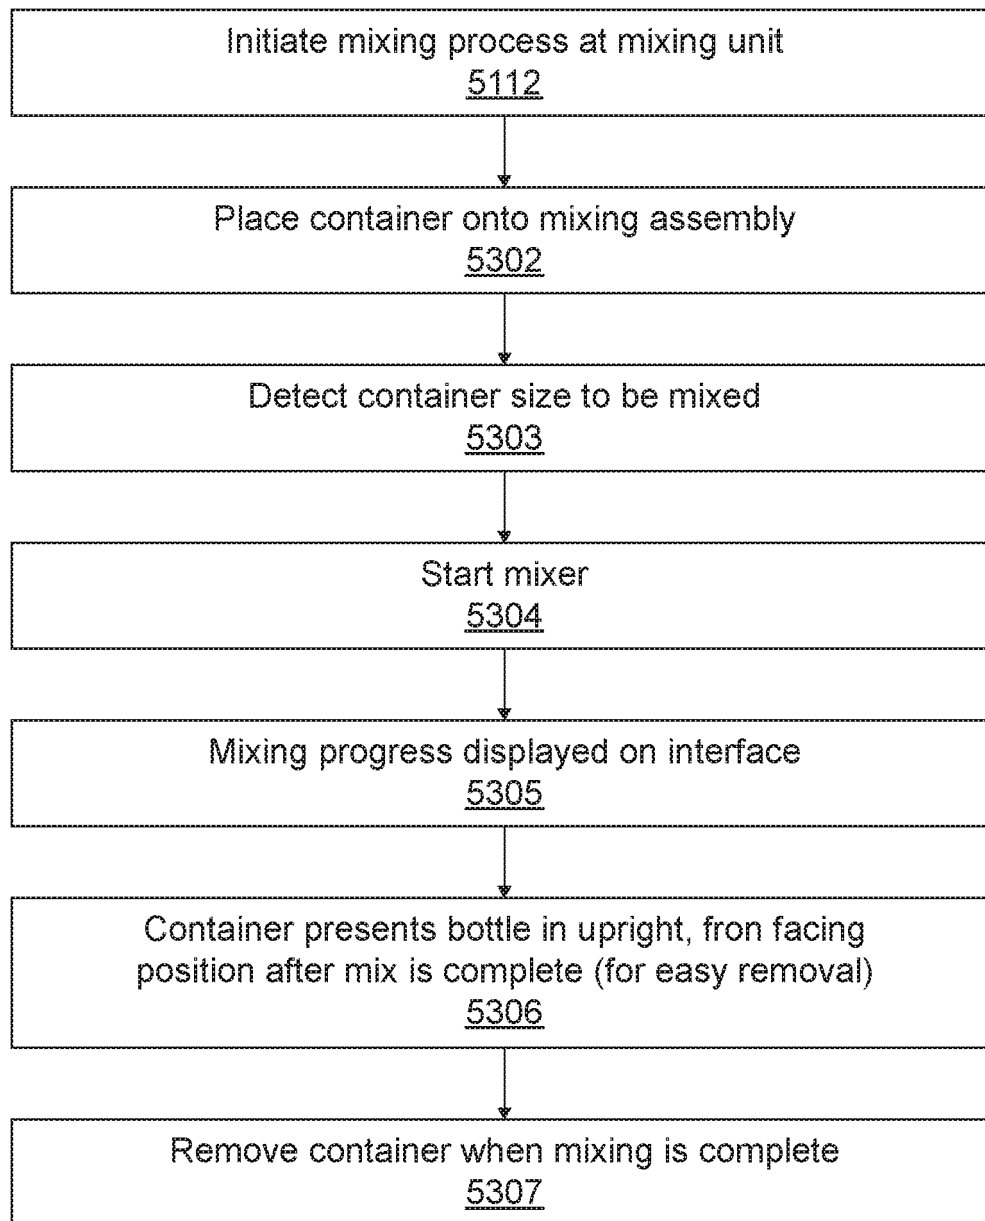 Initiate mixing process at mixing unit
5112
Place container onto mixing assembly
5302
Detect container size to be mixed
5303
Start mixer
5304
Mixing progress displayed on interface
5305
Container presents bottle in upright, fron facing
position after mix is complete (for easy removal)
5306
Remove container when mixing is complete
5307